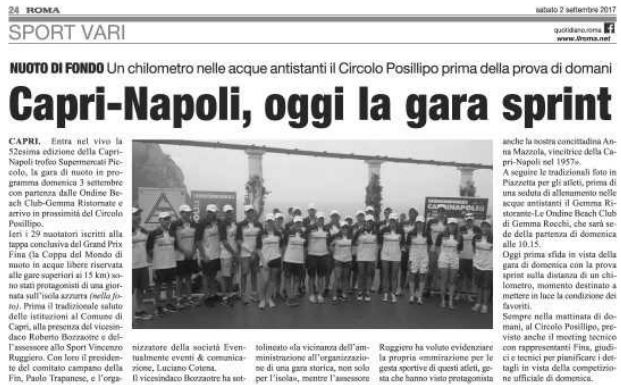 24 ROMA
sabato 2 settembre 2017
SPORT VARI
quotidiano.roma
www.ilroma.net
NUOTO DI FONDO Un chilometro nelle acque antistanti il Circolo Posillipo prima della prova di domani
Capri-Napoli, oggi la gara sprint
CAPRI. Entra nel vivo la
52esima edizione della Capri-
Napoli trofeo Supermercati Pic-
colo, la gara di nuoto in pro-
gramma domenica 3 settembre
con partenza dalle Ondine Be-
ach Club-Gemma Ristornate e
arrivo in prossimità del Circolo
Posillipo.
Ieri i 29 nuotatori iscritti alla
tappa conclusiva del Grand Prix
Fina (la Coppa del Mondo di
nuoto in acque libere riservata
alle gare superiori ai 15 km) so-
no stati protagonisti di una gior-
nata sull'isola azzurra (nella fo-
to). Prima il tradizionale saluto
delle istituzioni al Comune di
Capri, alla presenza del vicesin-
daco Roberto Bozzaotre e del-
l'assessore allo Sport Vincenzo
Ruggiero. Con loro il presiden-
te del comitato campano della
Fin, Paolo Trapanese, e l'orga-
nizzatore della società Even-
tualmente eventi & comunica-
zione, Luciano Cotena.
Il vicesindaco Bozzaotre ha sot-
tolineato «la vicinanza dell'am-
ministrazione all'organizzazio-
ne di una gara storica, non solo
per l'isola», mentre l'assessore
Ruggiero ha voluto evidenziare
la propria «ammirazione per le
gesta sportive di questi atleti, ge-
sta che hanno visto protagonista
anche la nostra concittadina An-
na Mazzola, vincitrice della Ca-
pri-Napoli nel 1957».
A seguire le tradizionali foto in
Piazzetta per gli atleti, prima di
una seduta di allenamento nelle
acque antistanti il Gemma Ri-
storante-Le Ondine Beach Club
di Gemma Rocchi, che sarà se-
de della partenza di domenica
alle 10.15.
Oggi prima sfida in vista della
gara di domenica con la prova
sprint sulla distanza di un chi-
lometro, momento destinato a
mettere in luce la condizione dei
favoriti.
Sempre nella mattinata di do-
mani, al Circolo Posillipo, pre-
viste anche il meeting tecnico
con rappresentanti Fina, giudi-
ci e tecnici per pianificare i det-
tagli in vista della competizio-
ne ufficiale di domenica.